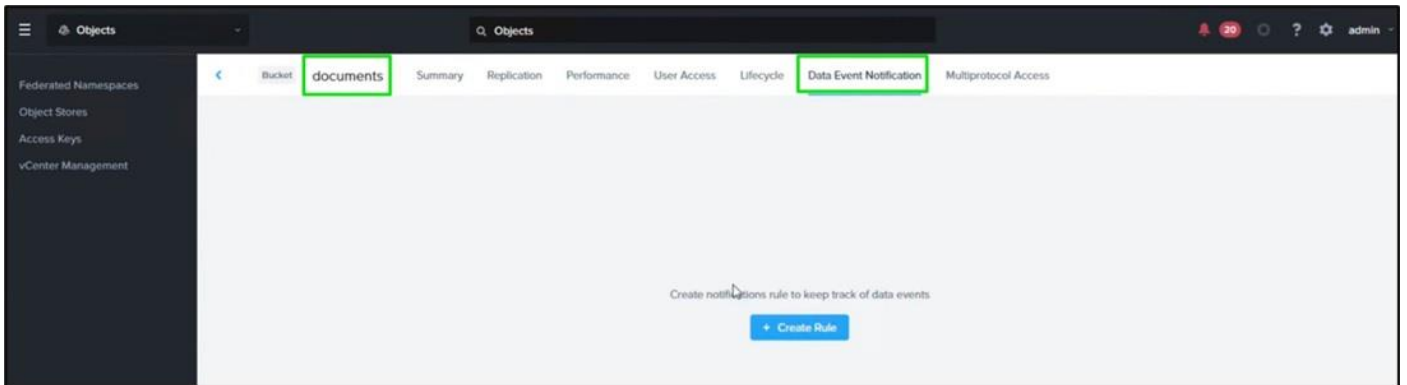 Objects
Objects
20
?
admin
Federated Namespaces
Object Stores
Access Keys
vCenter Management
Bucket documents Summary Replication Performance User Access Lifecycle Data Event Notification Multiprotocol Access
Create notifications rule to keep track of data events
+ Create Rule